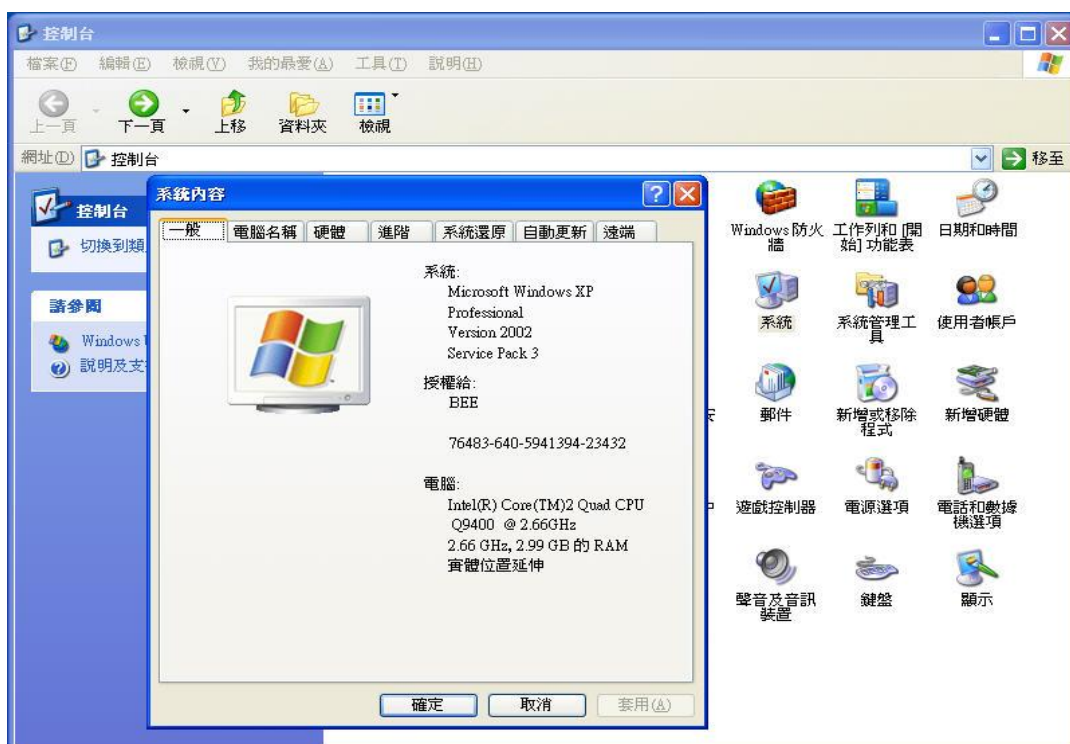 控制台
檔案(F) 編輯(E) 檢視(V) 我的最愛(A) 工具(T) 說明(H)
上一頁 下一頁 上移 資料夾 檢視
網址(D) 控制台 移至
控制台
切換到類
請參閱
Windows
說明及支
系統內容
一般 電腦名稱 硬體 進階 系統還原 自動更新 遠端
系統:
Microsoft Windows XP
Professional
Version 2002
Service Pack 3
授權給:
BEE
76483-640-5941394-23432
電腦:
Intel(R) Core(TM)2 Quad CPU
Q9400 @ 2.66GHz
2.66 GHz, 2.99 GB 的 RAM
實體位置延伸
確定 取消 套用(A)
Windows 防火牆
工作列和 [開始] 功能表
日期和時間
系統
系統管理工具
使用者帳戶
郵件
新增或移除程式
新增硬體
遊戲控制器
電源選項
電話和數據機選項
聲音及音訊裝置
鍵盤
顯示